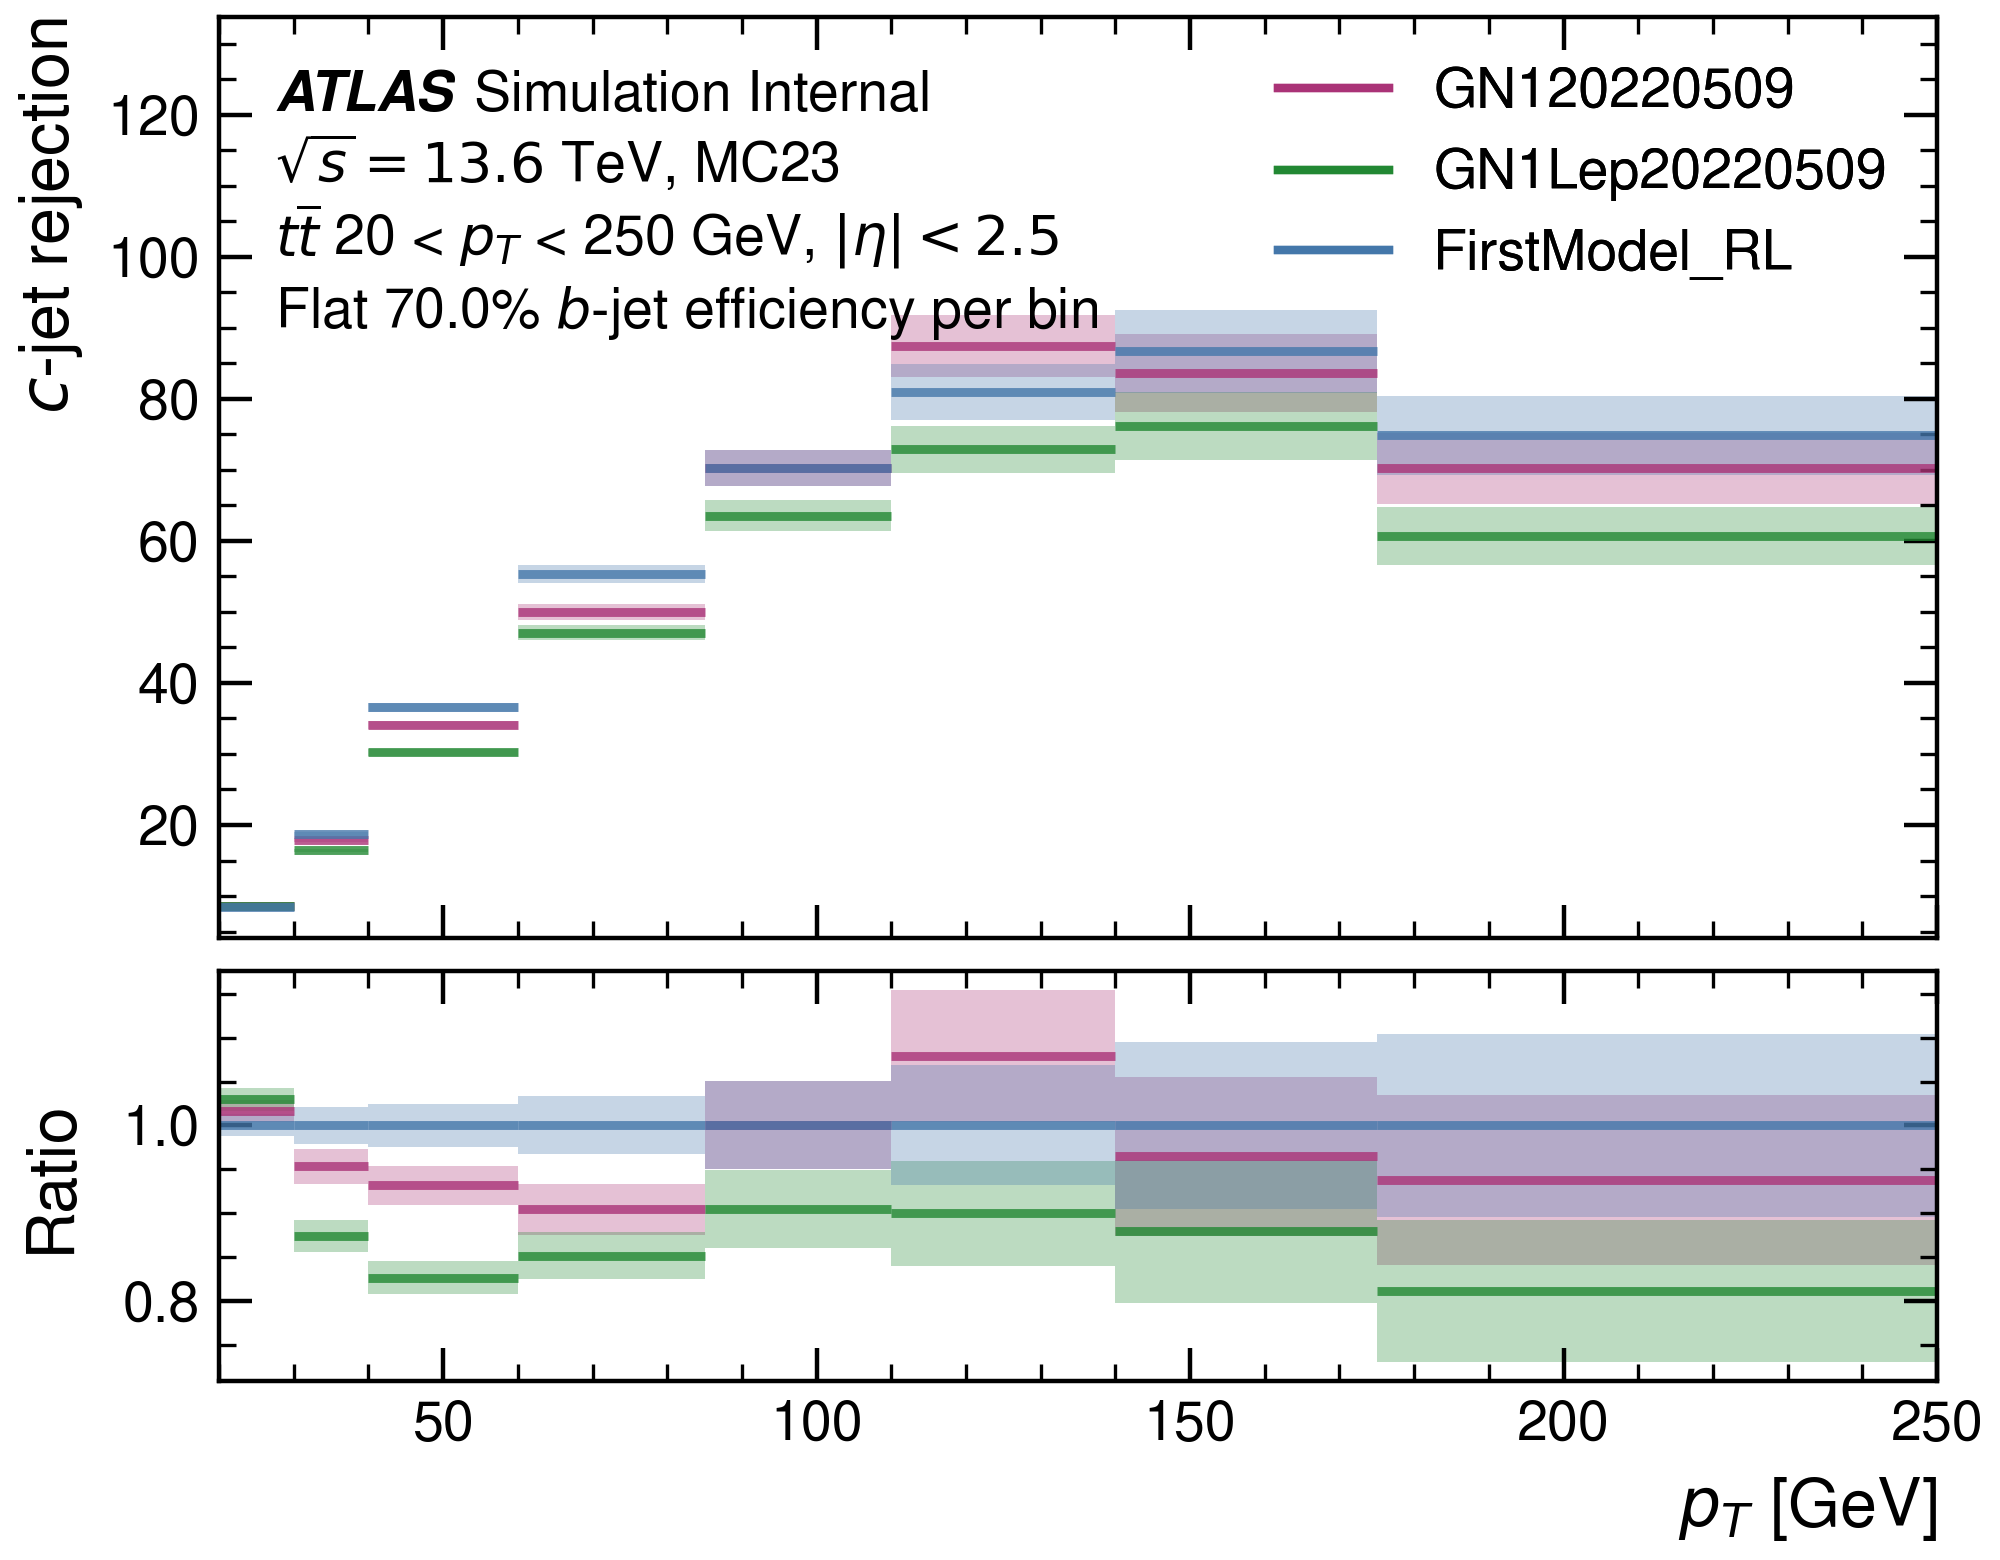 c-jet rejection
120
100
80
60
40
20
ATLAS Simulation Internal
√s = 13.6 TeV, MC23
tt̄ 20 < pT < 250 GeV, |η| < 2.5
Flat 70.0% b-jet efficiency per bin
GN120220509
GN1Lep20220509
FirstModel_RL
Ratio
1.0
0.8
50 100 150 200 250
pT [GeV]